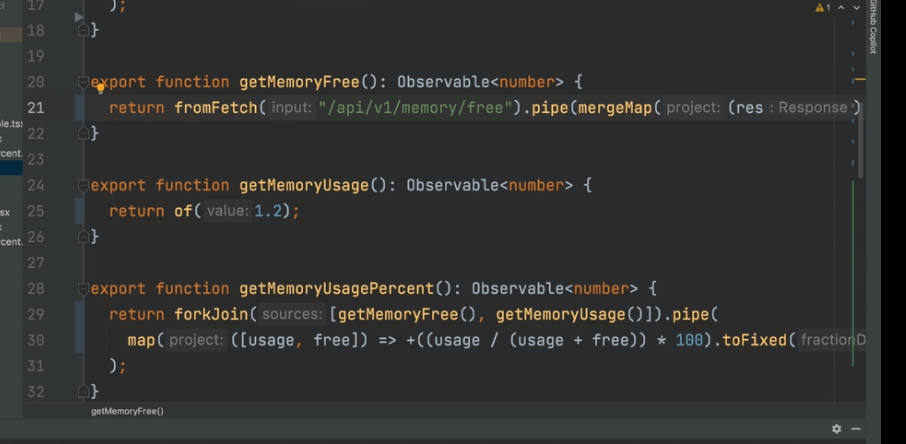 17 );
18 }
19
20 export function getMemoryFree(): Observable<number> {
21 return fromFetch( input: "/api/v1/memory/free").pipe(mergeMap( project: (res : Response )
22 }
23
24 export function getMemoryUsage(): Observable<number> {
25 return of( value: 1.2);
26 }
27
28 export function getMemoryUsagePercent(): Observable<number> {
29 return forkJoin( sources: [getMemoryFree(), getMemoryUsage()]).pipe(
30 map( project: ([usage, free]) => +((usage / (usage + free)) * 100).toFixed( fractionD
31 );
32 }
getMemoryFree()
1
GitHub Copilot
le.tsx
x
rcent.
sx
x
cent.